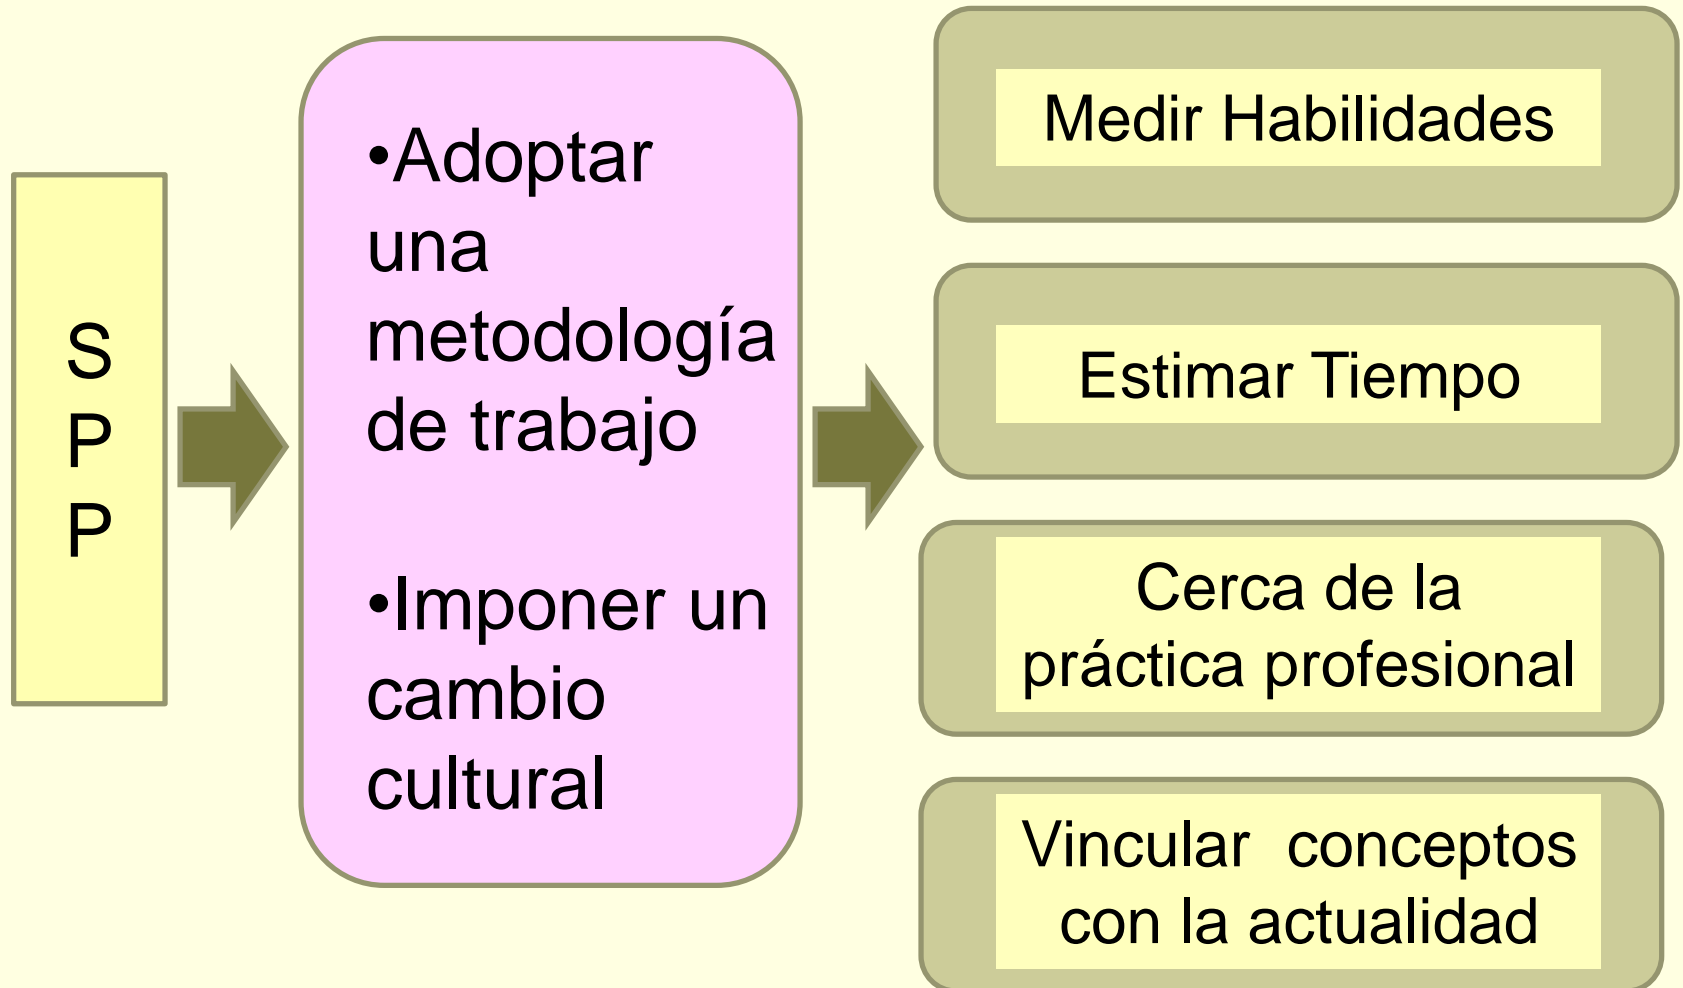 S
P
P
•Adoptar
una
metodología
de trabajo
•Imponer un
cambio
cultural
Medir Habilidades
Estimar Tiempo
Cerca de la
práctica profesional
Vincular  conceptos
con la actualidad